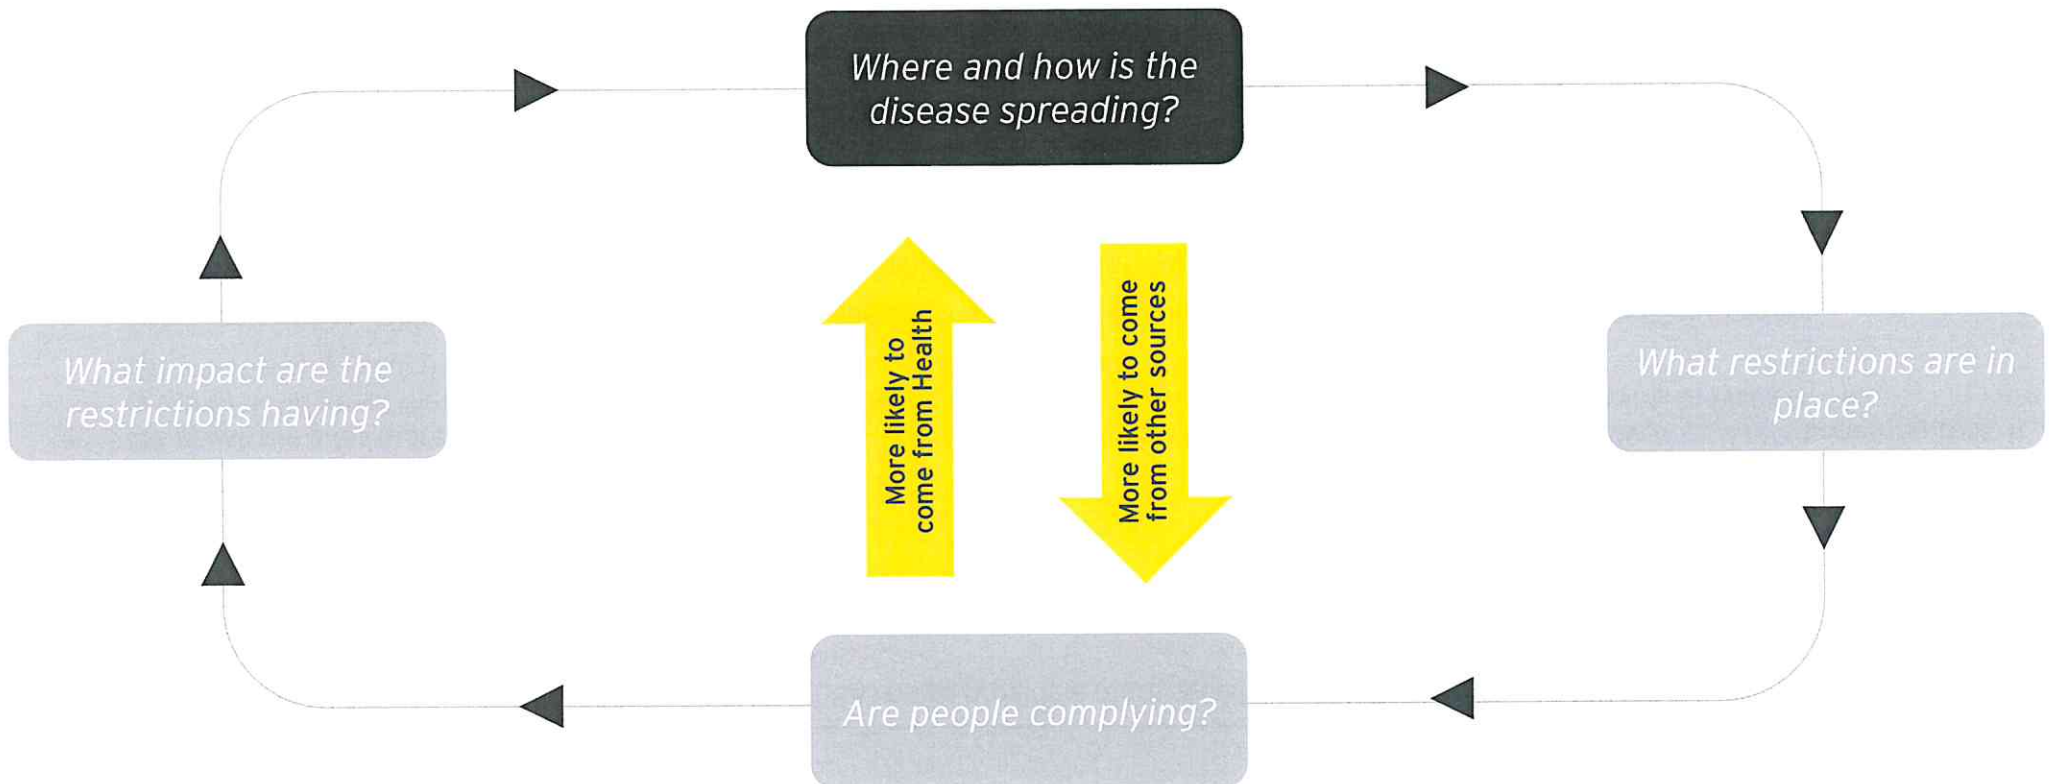 Where and how is the
disease spreading?
More likely to
come from Health
More likely to come
from other sources
What impact are the
restrictions having?
What restrictions are in
place?
Are people complying?